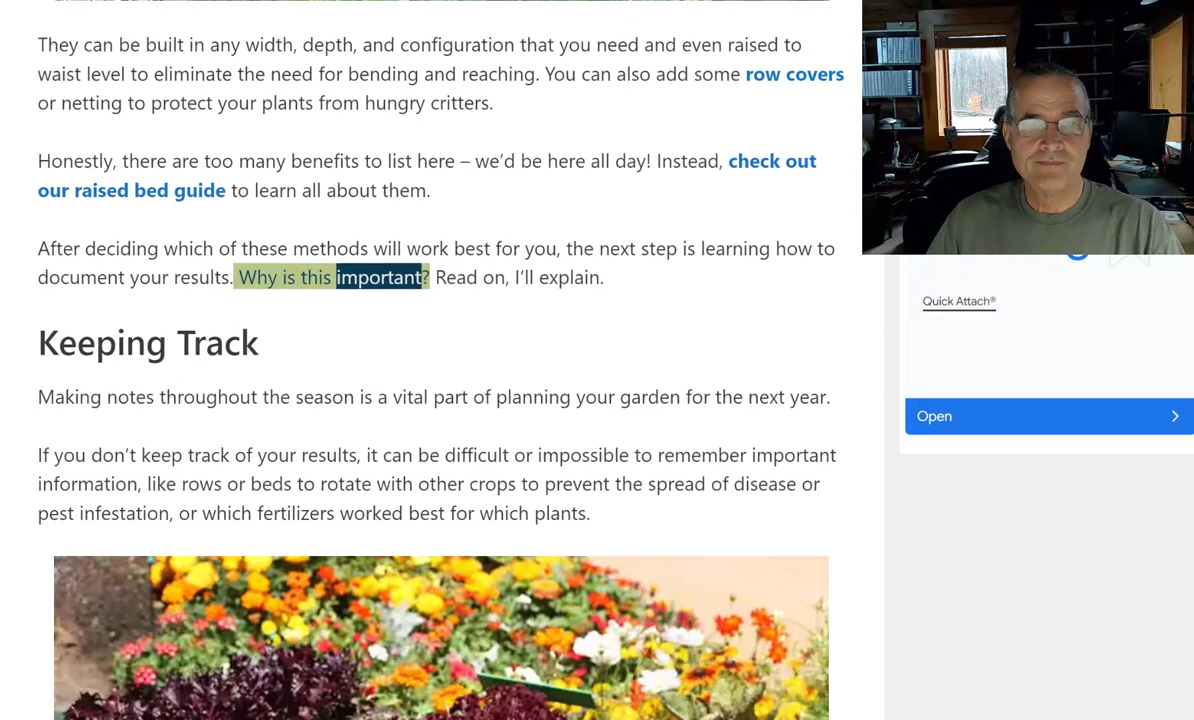 They can be built in any width, depth, and configuration that you need and even raised to
waist level to eliminate the need for bending and reaching. You can also add some row covers
or netting to protect your plants from hungry critters.
Honestly, there are too many benefits to list here – we’d be here all day! Instead, check out
our raised bed guide to learn all about them.
After deciding which of these methods will work best for you, the next step is learning how to
document your results. Why is this important? Read on, I’ll explain.
Quick Attach®
Keeping Track
Making notes throughout the season is a vital part of planning your garden for the next year.
Open
If you don’t keep track of your results, it can be difficult or impossible to remember important
information, like rows or beds to rotate with other crops to prevent the spread of disease or
pest infestation, or which fertilizers worked best for which plants.